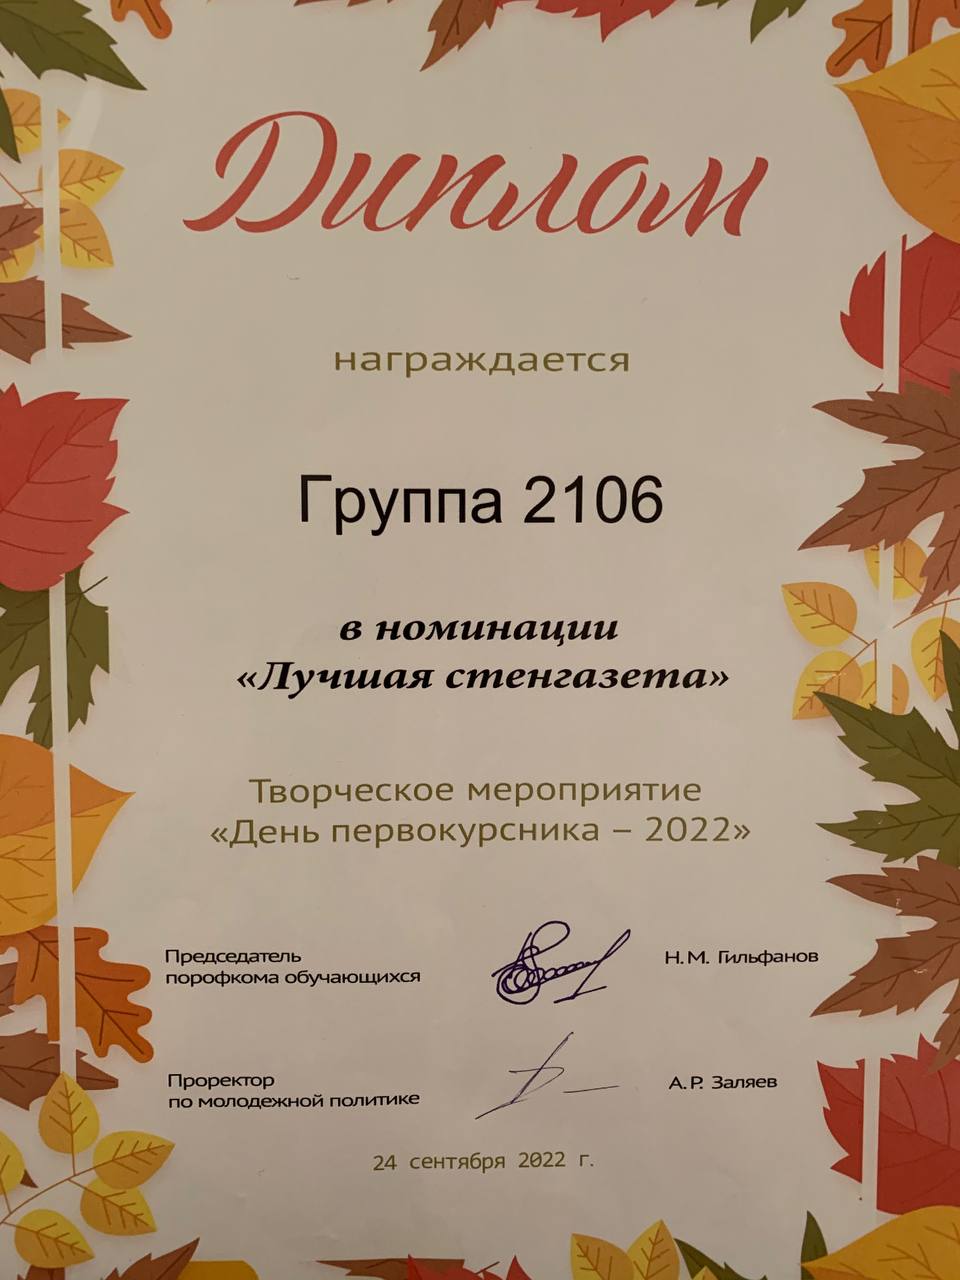 Диплом
награждается
Группа 2106
в номинации
«Лучшая стенгазета»
Творческое мероприятие
«День первокурсника – 2022»
Председатель
порофкома обучающихся
Н. М. Гильфанов
Проректор
по молодежной политике
А. Р. Заляев
24 сентября 2022 г.